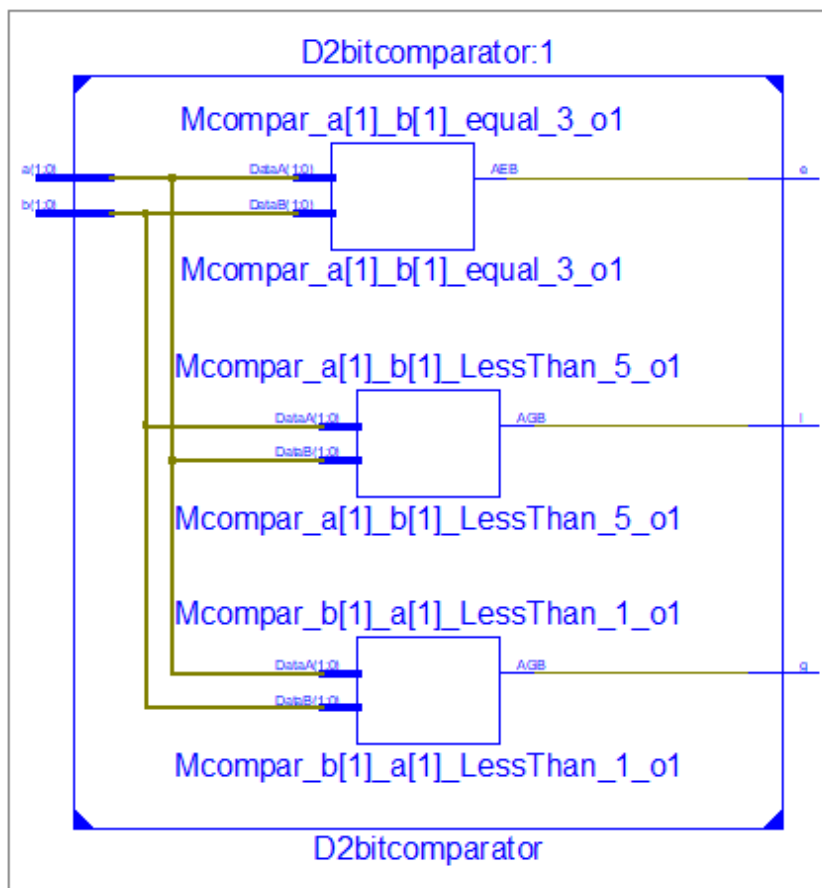 D2bitcomparator:1
Mcompar_a[1]_b[1]_equal_3_o1
a(1:0)
DataA(1:0)
AEB
e
b(1:0)
DataB(1:0)
Mcompar_a[1]_b[1]_equal_3_o1
Mcompar_a[1]_b[1]_LessThan_5_o1
DataA(1:0)
AGB
l
DataB(1:0)
Mcompar_a[1]_b[1]_LessThan_5_o1
Mcompar_b[1]_a[1]_LessThan_1_o1
DataA(1:0)
AGB
g
DataB(1:0)
Mcompar_b[1]_a[1]_LessThan_1_o1
D2bitcomparator